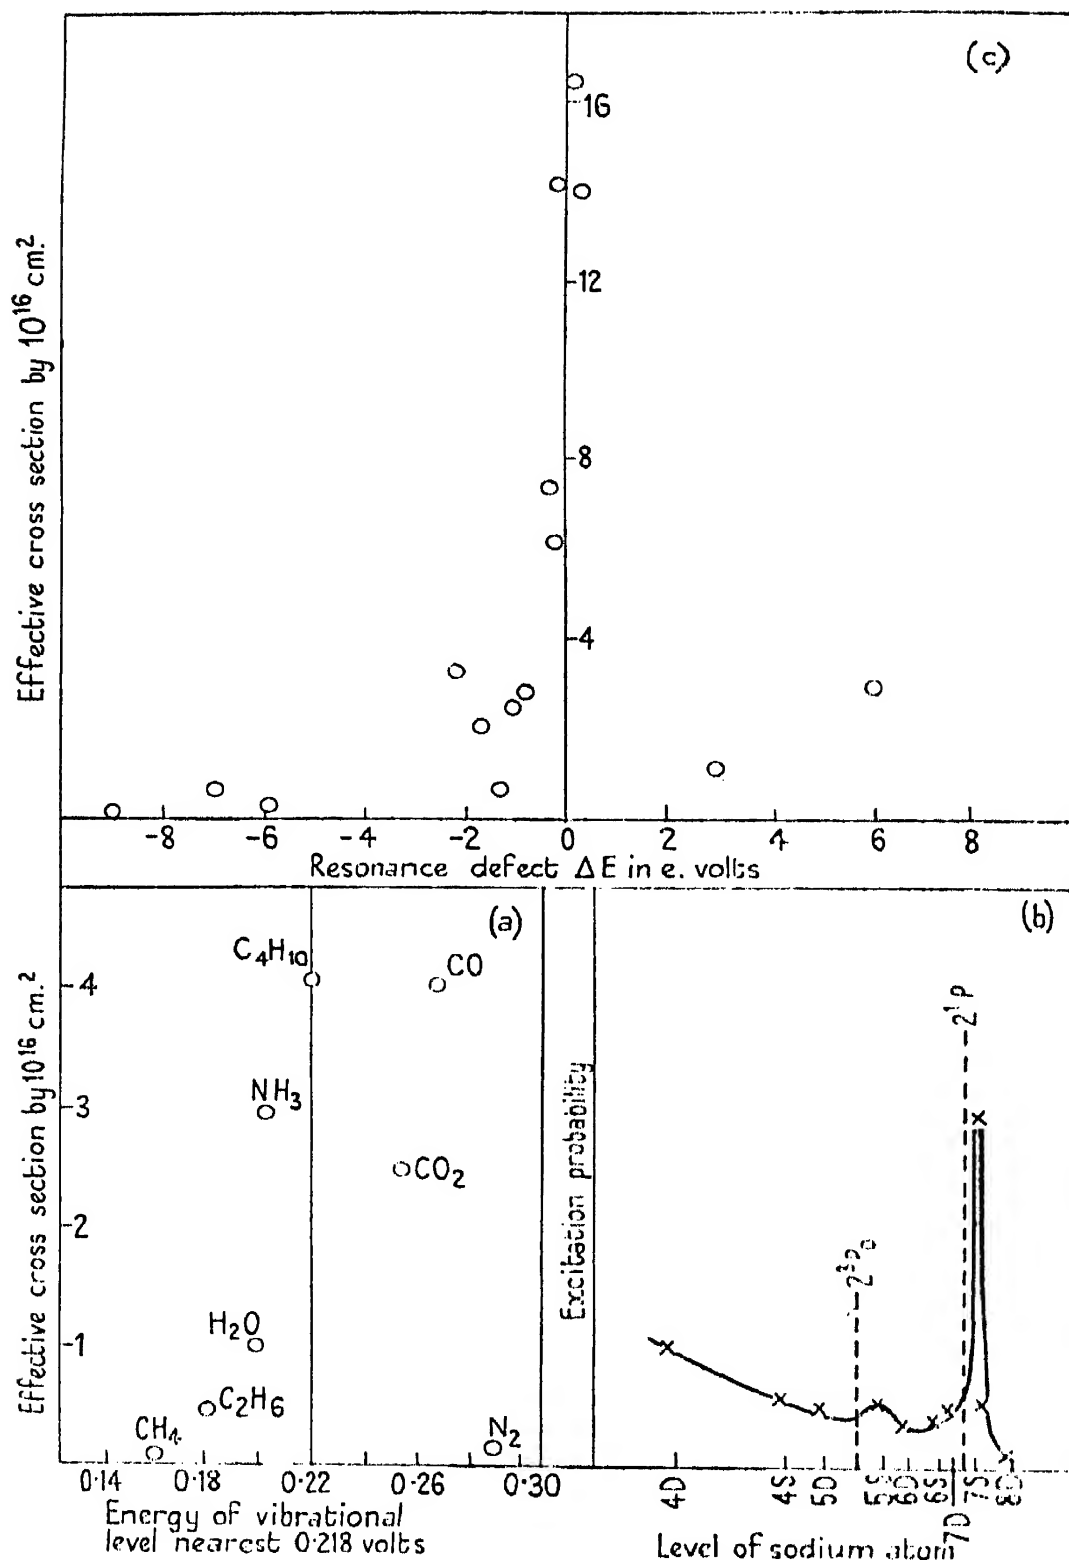 (c)
16
12
8
4
Effective cross section by 10¹⁶ cm.²
-8 -6 -4 -2 0 2 4 6 8
Resonance defect ΔE in e. volts
(a)
C₄H₁₀
CO
NH₃
CO₂
H₂O
C₂H₆
CH₄
N₂
4
3
2
1
Effective cross section by 10¹⁶ cm.²
0·14 0·18 0·22 0·26 0·30
Energy of vibrational
level nearest 0·218 volts
(b)
Excitation probability
2³P₀
2¹P
4D 4S 5D 5S 6D 6S 7D 7S 8D
Level of sodium atom